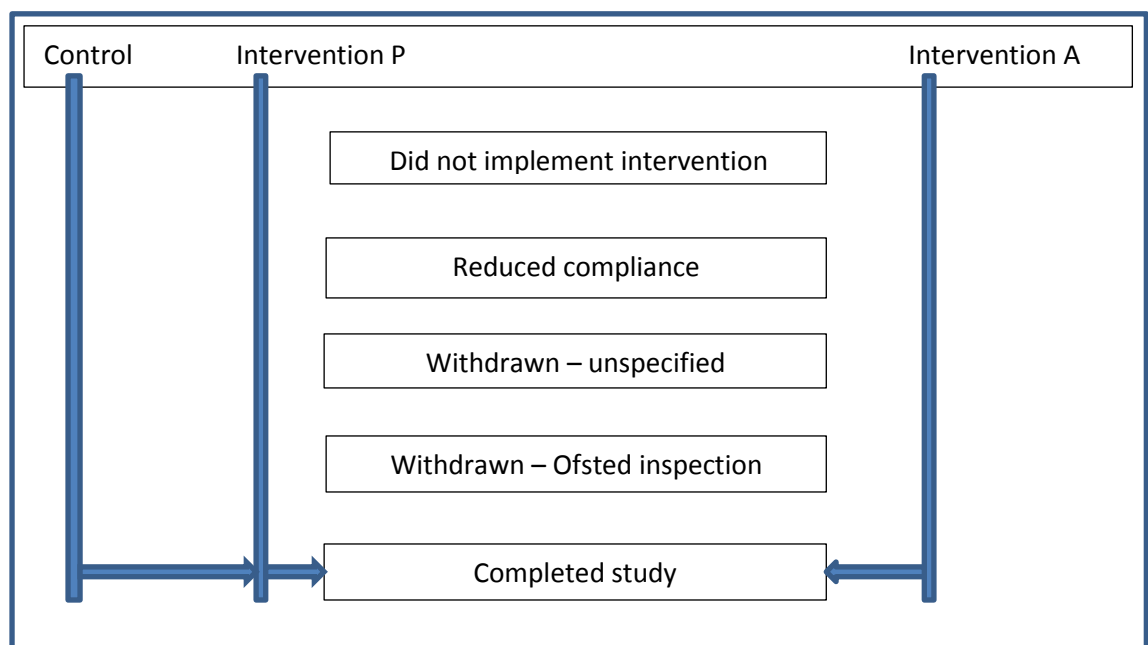 Control Intervention P Intervention A
Did not implement intervention
Reduced compliance
Withdrawn – unspecified
Withdrawn – Ofsted inspection
Completed study